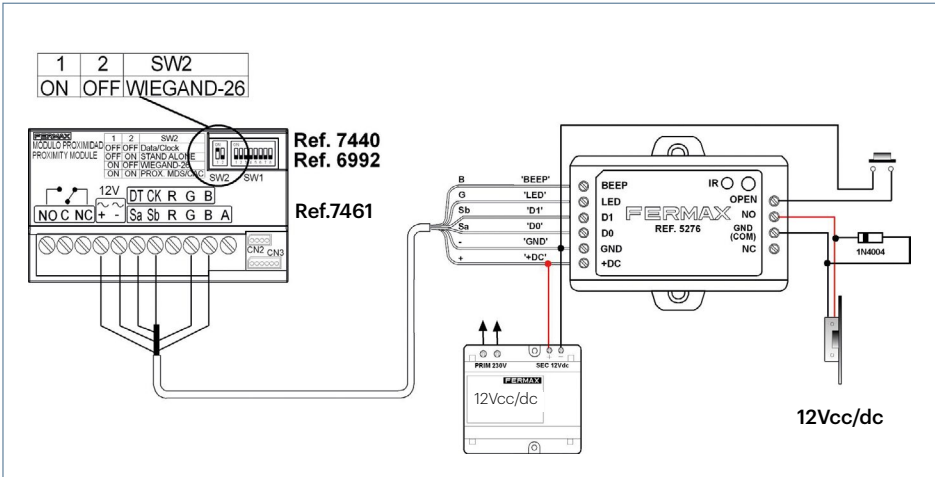 1 2 SW2
ON OFF WIEGAND-26
FERMAX
MÓDULO PROXIMIDAD
PROXIMITY MODULE
1 2 SW2
OFF OFF Data/Clock
OFF ON STAND ALONE
ON OFF WIEGAND-26
ON ON PROX. MDS/CAC
ON
ON
SW2 SW1
Ref. 7440
Ref. 6992
Ref.7461
12V
DT CK R G B
NO C NC + - Sa Sb R G B A
CN2
CN3
B 'BEEP'
G 'LED'
Sb 'D1'
Sa 'D0'
- 'GND'
+ '+DC'
BEEP
LED
D1
D0
GND
+DC
FERMAX
REF. 5276
IR
OPEN
NO
GND
(COM)
NC
1N4004
+ -
PRIM 230V SEC 12Vdc
FERMAX
12Vcc/dc
12Vcc/dc